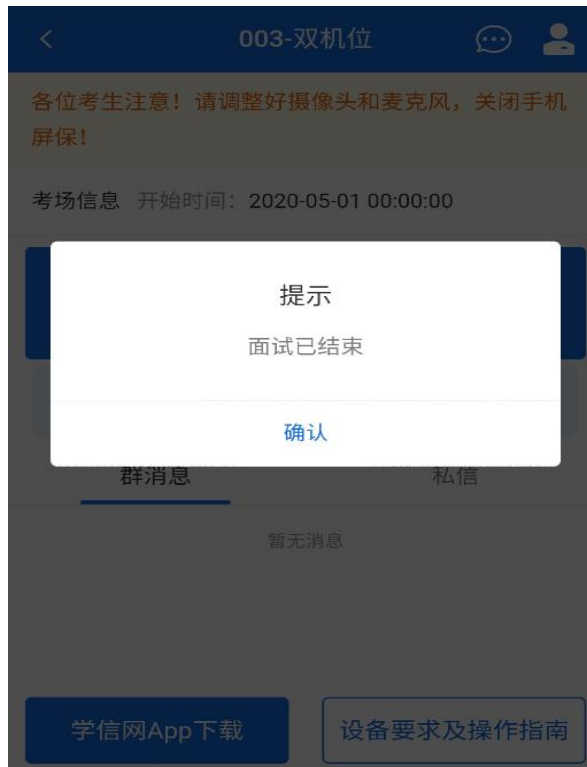 003-双机位
各位考生注意！请调整好摄像头和麦克风，关闭手机
屏保！
考场信息 开始时间：2020-05-01 00:00:00
提示
面试已结束
确认
群消息 私信
暂无消息
学信网App下载 设备要求及操作指南